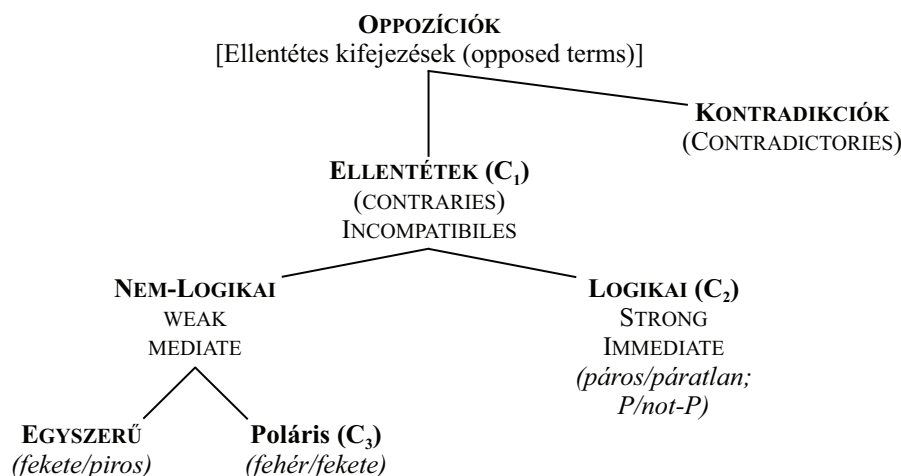 OPPOZÍCIÓK
[Ellentétes kifejezések (opposed terms)]
KONTRADIKCIÓK
(CONTRADICTORIES)
ELLENTÉTEK (C₁)
(CONTRARIES)
INCOMPATIBILES
NEM-LOGIKAI
WEAK
MEDIATE
LOGIKAI (C₂)
STRONG
IMMEDIATE
(páros/páratlan;
P/not-P)
EGYSZERŰ
(fekete/piros)
Poláris (C₃)
(fehér/fekete)